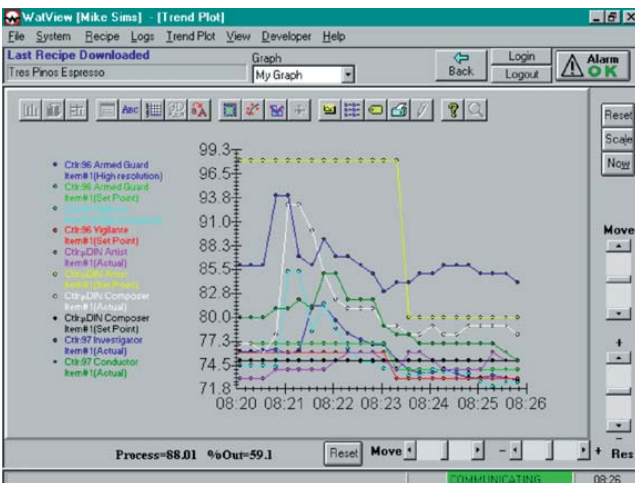 WatView [Mike Sims] - [Trend Plot]
File System Recipe Logs Trend Plot View Developer Help
Last Recipe Downloaded
Tres Pinos Espresso
Graph
My Graph
Back
Login
Logout
Alarm
OK
Abc
Reset
Scale
Now
Ctlr:96 Armed Guard
Item#1(High resolution)
Ctlr:96 Armed Guard
Item#1(Set Point)
Ctlr:96 Vigilante
Item#1(Set Point)
Ctlr:µDIN Artist
Item#1(Actual)
Ctlr:µDIN Artist
Item#1(Set Point)
Ctlr:µDIN Composer
Item#1(Actual)
Ctlr:µDIN Composer
Item#1(Set Point)
Ctlr:97 Investigator
Item#1(Actual)
Ctlr:97 Conductor
Item#1(Actual)
99.3
96.5
93.8
91.0
88.3
85.5
82.8
80.0
77.3
74.5
71.8
08:20 08:21 08:22 08:23 08:24 08:25 08:26
Move
+
-
Process=88.01 %Out=59.1
Reset
Move
- + Res
COMMUNICATING
08:26